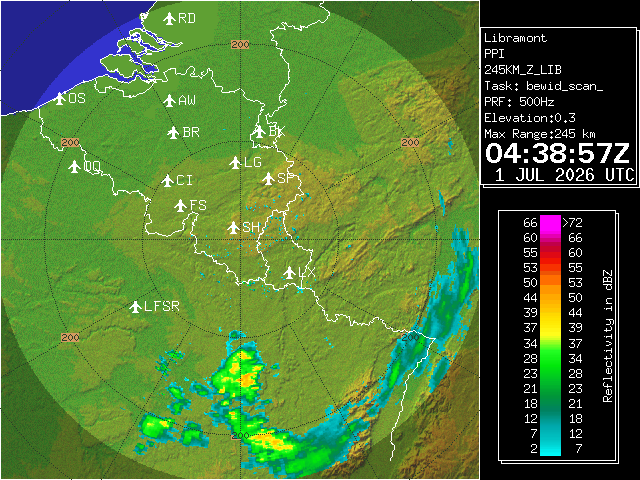 RD
200
OS
AW
BR
BK
200
200
QQ
LG
CI
SP
FS
SH
LX
LFSR
200
200
200
Libramont
PPI
245KM_Z_LIB
Task: bewid_scan_
PRF: 500Hz
Elevation:0.3
Max Range:245 km
04:38:57Z
1 JUL 2026 UTC
66 >72
60 66
55 60
53 55
50 53
44 50
39 44
37 39
34 37
28 34
23 28
21 23
18 21
12 18
7 12
2 7
Reflectivity in dBZ